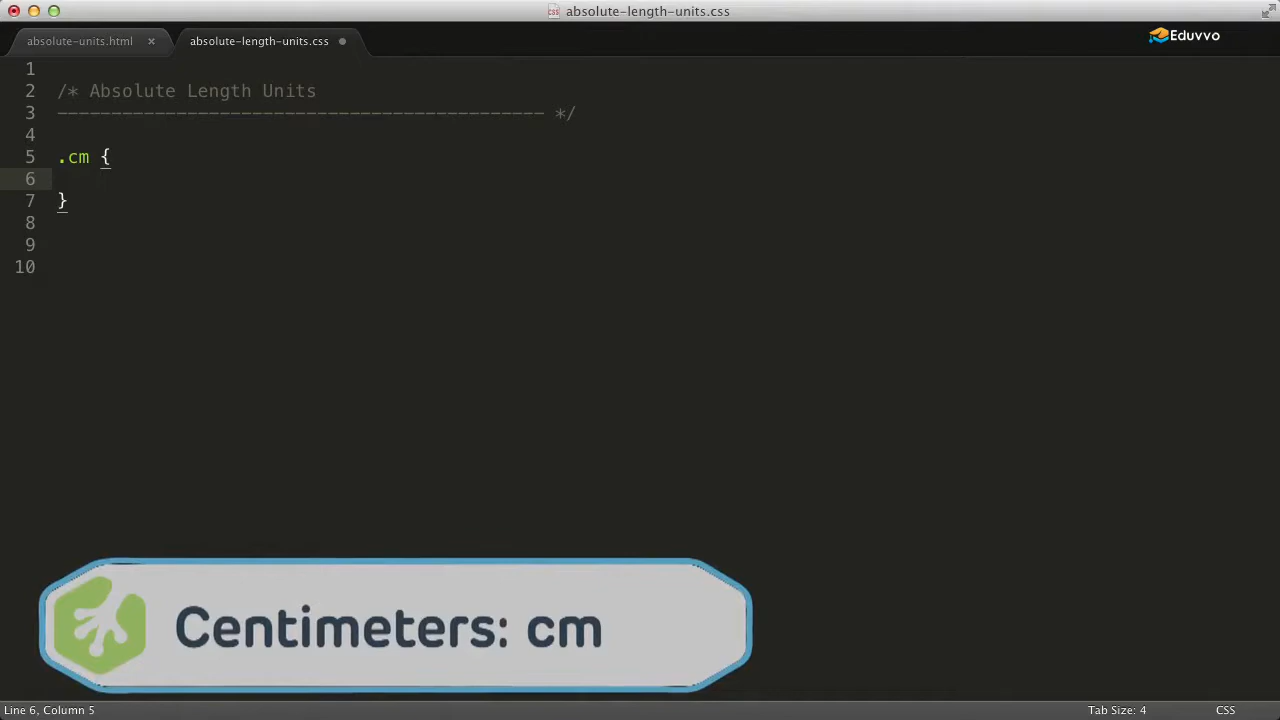 absolute-length-units.css
absolute-units.html × absolute-length-units.css
Eduvvo
1
2 /* Absolute Length Units
3 --------------------------------------------- */
4
5 .cm {
6
7 }
8
9
10
Centimeters: cm
Line 6, Column 5 Tab Size: 4 CSS